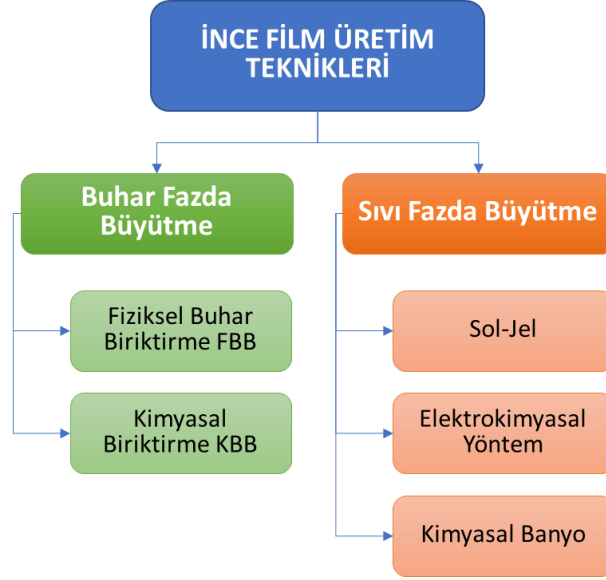 İNCE FİLM ÜRETİM
TEKNİKLERİ
Buhar Fazda
Büyütme
Fiziksel Buhar
Biriktirme FBB
Kimyasal
Biriktirme KBB
Sıvı Fazda Büyütme
Sol-Jel
Elektrokimyasal
Yöntem
Kimyasal Banyo